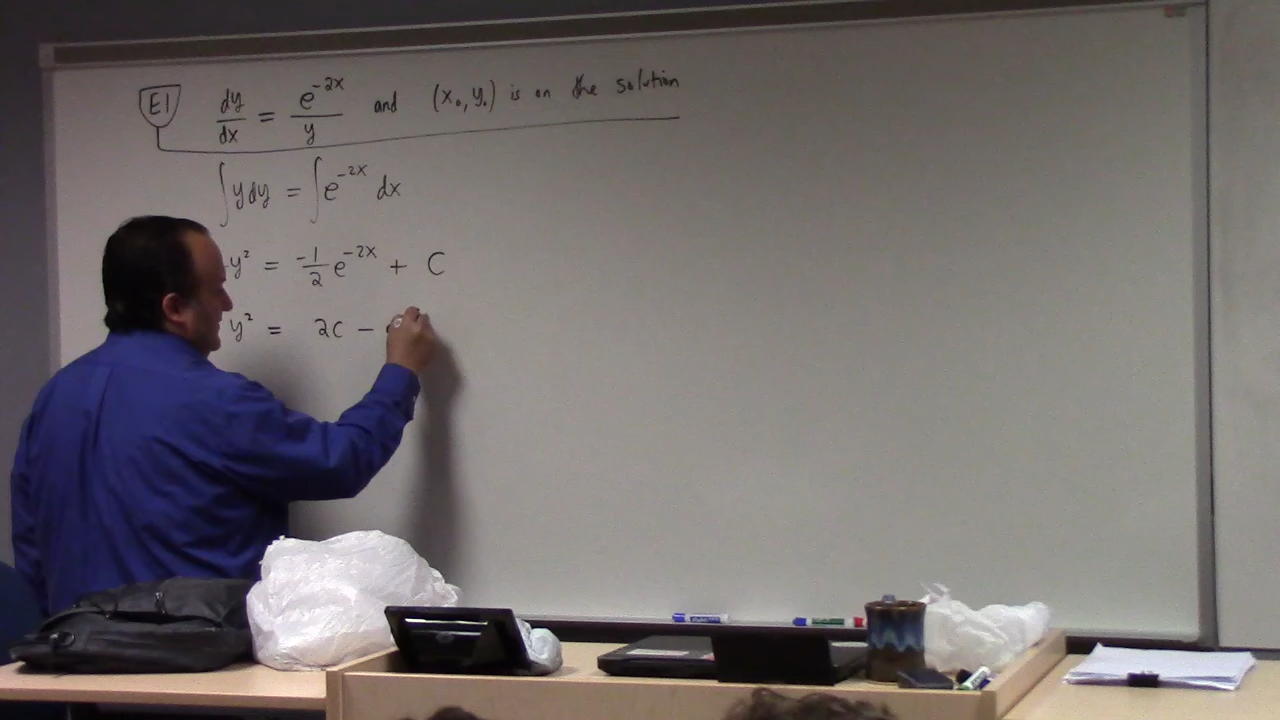 E1 dy/dx = e^{-2x}/y and (x₀, y₀) is on the solution
∫ y dy = ∫ e^{-2x} dx
y² = -1/2 e^{-2x} + C
y² = 2C −